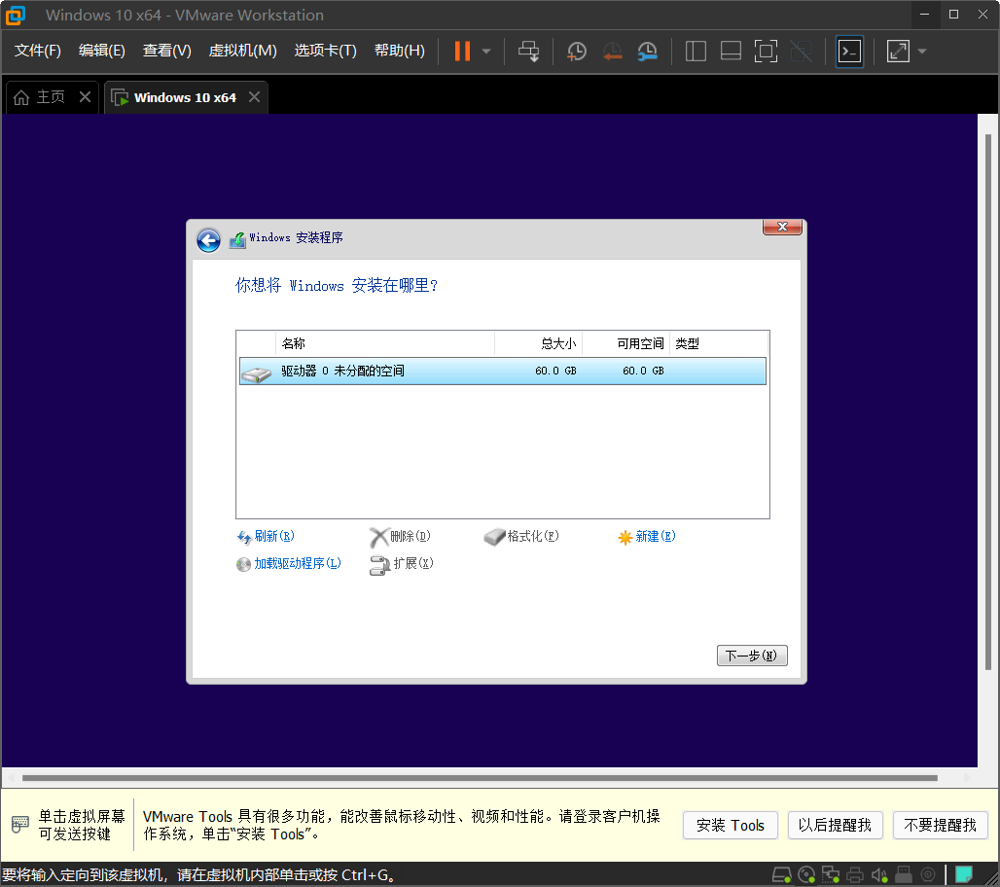 Windows 10 x64 - VMware Workstation
文件(F) 编辑(E) 查看(V) 虚拟机(M) 选项卡(T) 帮助(H)
主页 Windows 10 x64
Windows 安装程序
你想将 Windows 安装在哪里?
名称 总大小 可用空间 类型
驱动器 0 未分配的空间 60.0 GB 60.0 GB
刷新(R) 删除(D) 格式化(F) 新建(E)
加载驱动程序(L) 扩展(X)
下一步(N)
单击虚拟屏幕
可发送按键
VMware Tools 具有很多功能，能改善鼠标移动性、视频和性能。请登录客户机操
作系统，单击“安装 Tools”。
安装 Tools 以后提醒我 不要提醒我
要将输入定向到该虚拟机，请在虚拟机内部单击或按 Ctrl+G。